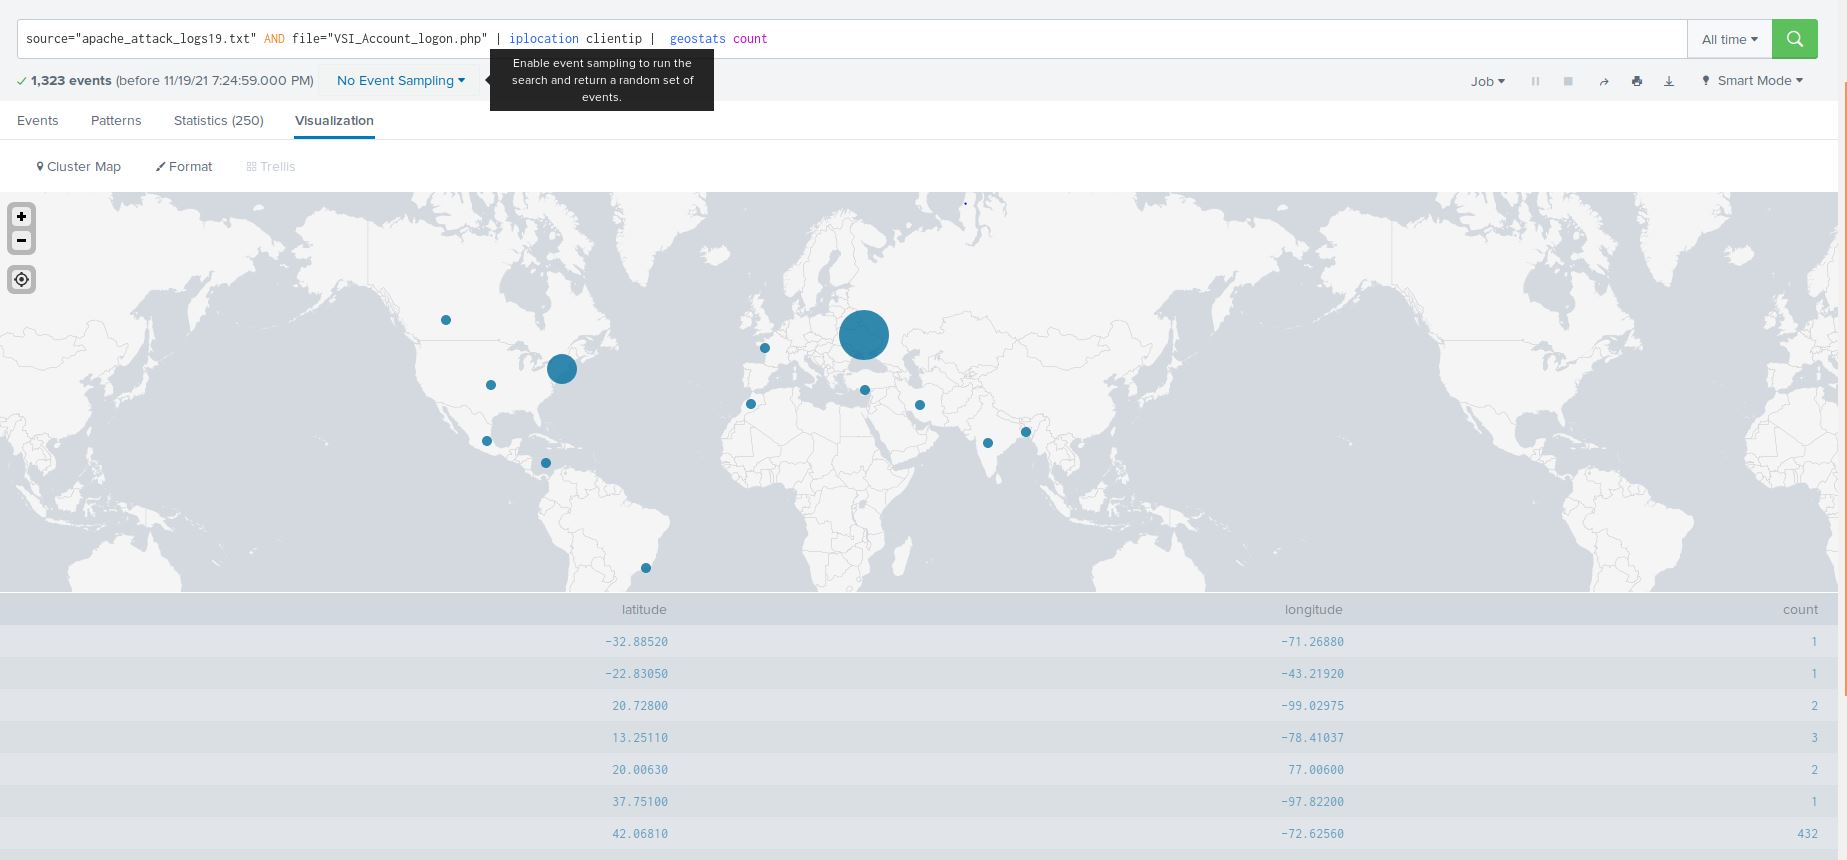 source="apache_attack_logs19.txt" AND file="VSI_Account_logon.php" | iplocation clientip |  geostats count
All time
1,323 events (before 11/19/21 7:24:59.000 PM)
No Event Sampling
Enable event sampling to run the
search and return a random set of
events.
Job
Smart Mode
Events Patterns Statistics (250) Visualization
Cluster Map Format Trellis
+
−
latitude longitude count
-32.88520 -71.26880 1
-22.83050 -43.21920 1
20.72800 -99.02975 2
13.25110 -78.41037 3
20.00630 77.00600 2
37.75100 -97.82200 1
42.06810 -72.62560 432